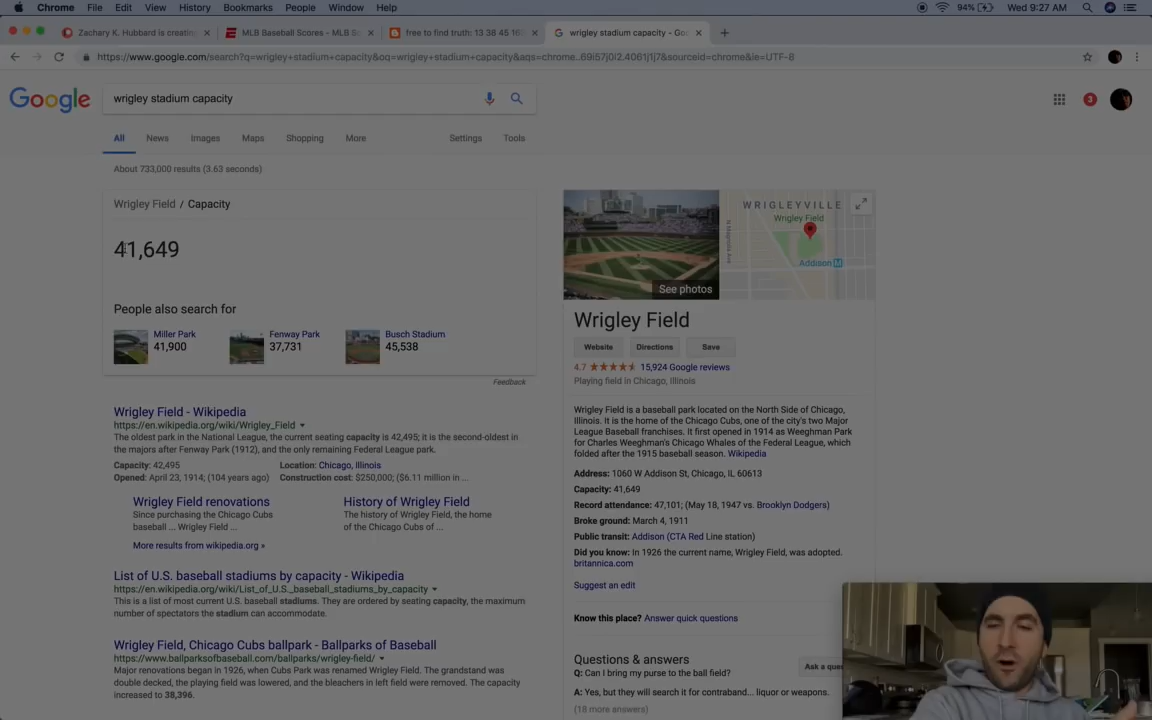 Chrome File Edit View History Bookmarks People Window Help
94% Wed 9:27 AM
Zachary K. Hubbard is creating
MLB Baseball Scores - MLB Sc
free to find truth: 13 38 45
wrigley stadium capacity - Goo
https://www.google.com/search?q=wrigley+stadium+capacity&oq=wrigley+stadium+capacity&aqs=chrome..69i57j0l2.4061j1j7&sourceid=chrome&ie=UTF-8
Google
wrigley stadium capacity
3
All News Images Maps Shopping More Settings Tools
About 733,000 results (3.63 seconds)
Wrigley Field / Capacity
41,649
People also search for
Miller Park
41,900
Fenway Park
37,731
Busch Stadium
45,538
Feedback
Wrigley Field - Wikipedia
https://en.wikipedia.org/wiki/Wrigley_Field
The oldest park in the National League, the current seating capacity is 42,495; it is the second-oldest in
the majors after Fenway Park (1912), and the only remaining Federal League park.
Capacity: 42,495 Location: Chicago, Illinois
Opened: April 23, 1914; (104 years ago) Construction cost: $250,000; ($6.11 million in ...
Wrigley Field renovations
Since purchasing the Chicago Cubs
baseball ... Wrigley Field ...
History of Wrigley Field
The history of Wrigley Field, the home
of the Chicago Cubs of ...
More results from wikipedia.org »
List of U.S. baseball stadiums by capacity - Wikipedia
https://en.wikipedia.org/wiki/List_of_U.S._baseball_stadiums_by_capacity
This is a list of most current U.S. baseball stadiums. They are ordered by seating capacity, the maximum
number of spectators the stadium can accommodate.
Wrigley Field, Chicago Cubs ballpark - Ballparks of Baseball
https://www.ballparksofbaseball.com/ballparks/wrigley-field/
Major renovations began in 1926, when Cubs Park was renamed Wrigley Field. The grandstand was
double decked, the playing field was lowered, and the bleachers in left field were removed. The capacity
increased to 38,396.
See photos
WRIGLEYVILLE
Wrigley Field
Addison M
Wrigley Field
Website Directions Save
4.7 15,924 Google reviews
Playing field in Chicago, Illinois
Wrigley Field is a baseball park located on the North Side of Chicago,
Illinois. It is the home of the Chicago Cubs, one of the city's two Major
League Baseball franchises. It first opened in 1914 as Weeghman Park
for Charles Weeghman's Chicago Whales of the Federal League, which
folded after the 1915 baseball season. Wikipedia
Address: 1060 W Addison St, Chicago, IL 60613
Capacity: 41,649
Record attendance: 47,101; (May 18, 1947 vs. Brooklyn Dodgers)
Broke ground: March 4, 1911
Public transit: Addison (CTA Red Line station)
Did you know: In 1926 the current name, Wrigley Field, was adopted.
britannica.com
Suggest an edit
Know this place? Answer quick questions
Questions & answers
Q: Can I bring my purse to the ball field?
Ask a
A: Yes, but they will search it for contraband... liquor or weapons.
(18 more answers)